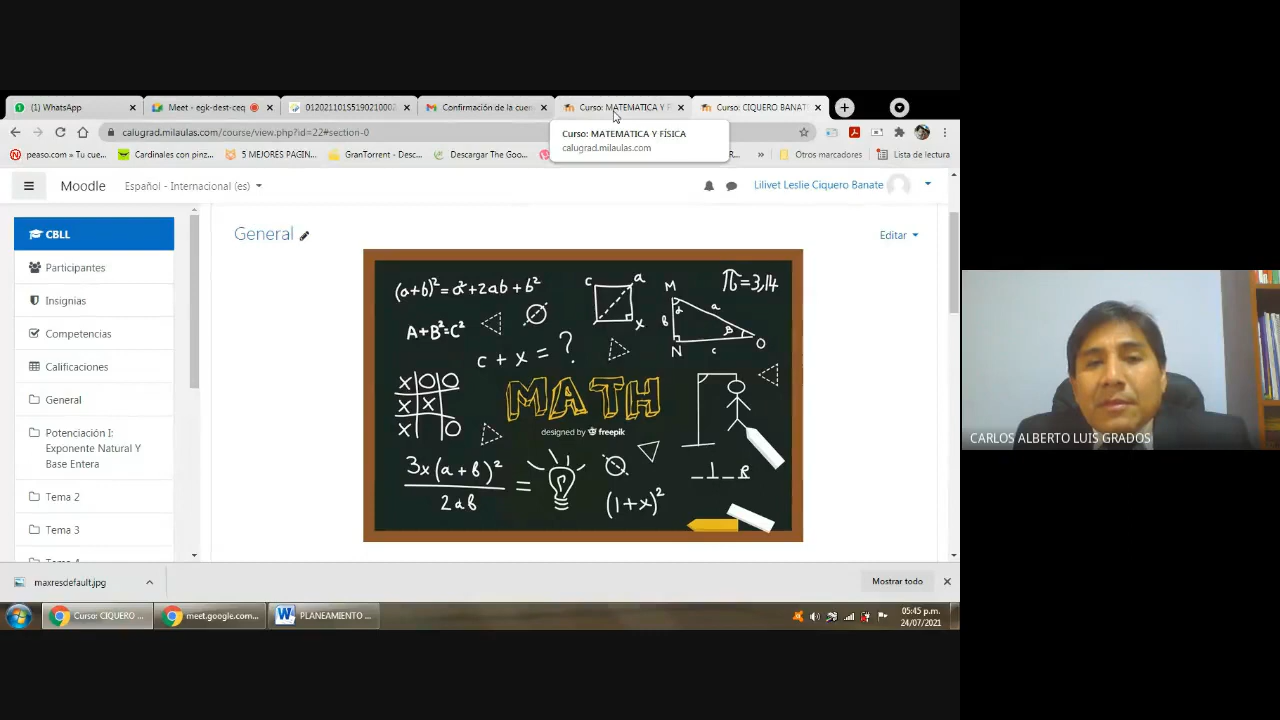 (1) WhatsApp
Meet - egk-dest-ceq
012021101S519021000
Confirmación de la cuen
Curso: MATEMATICA Y F
Curso: CIQUERO BANAT
calugrad.milaulas.com/course/view.php?id=22#section-0
Curso: MATEMATICA Y FÍSICA
calugrad.milaulas.com
peaso.com » Tu cue...
Cardinales con pinz...
5 MEJORES PAGIN...
GranTorrent - Desc...
Descargar The Goo...
R...
»
Otros marcadores
Lista de lectura
Moodle
Español - Internacional (es)
Lilivet Leslie Ciquero Banate
CBLL
Participantes
Insignias
Competencias
Calificaciones
General
Potenciación I:
Exponente Natural Y
Base Entera
Tema 2
Tema 3
General
Editar
(a+b)²=a²+2ab+b²
c
a
x
M
a
α
b
β
N
c
O
π=3,14
A+B²=C²
c+x=?
X O O
X X
X O
MATH
designed by freepik
3x(a+b)²
2ab
=
(1+x)²
_ I _ R
CARLOS ALBERTO LUIS GRADOS
maxresdefault.jpg
Mostrar todo
Curso: CIQUERO ...
meet.google.com...
PLANEAMIENTO ...
05:45 p.m.
24/07/2021